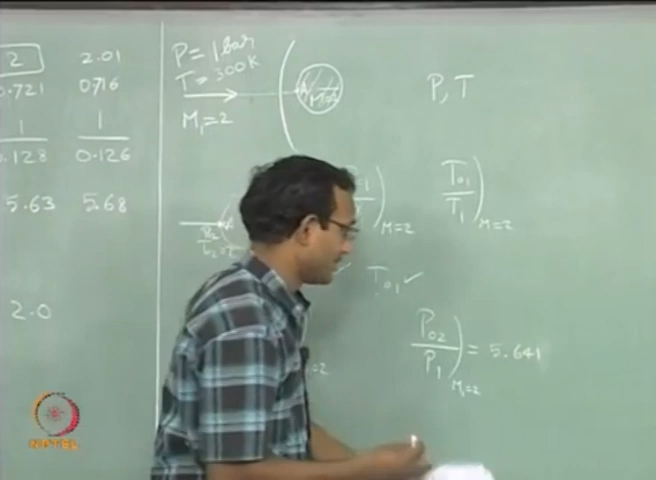 2 2.01
0.721 0.716
1 1
0.128 0.126
5.63 5.68
2.0
P = 1 bar
T = 300 K
M₁ = 2
P, T
T₀₁/T₁)M=2
M=2
T₀₁ ✓
P₀₂/P₁)M₁=2 = 5.641
NPTEL